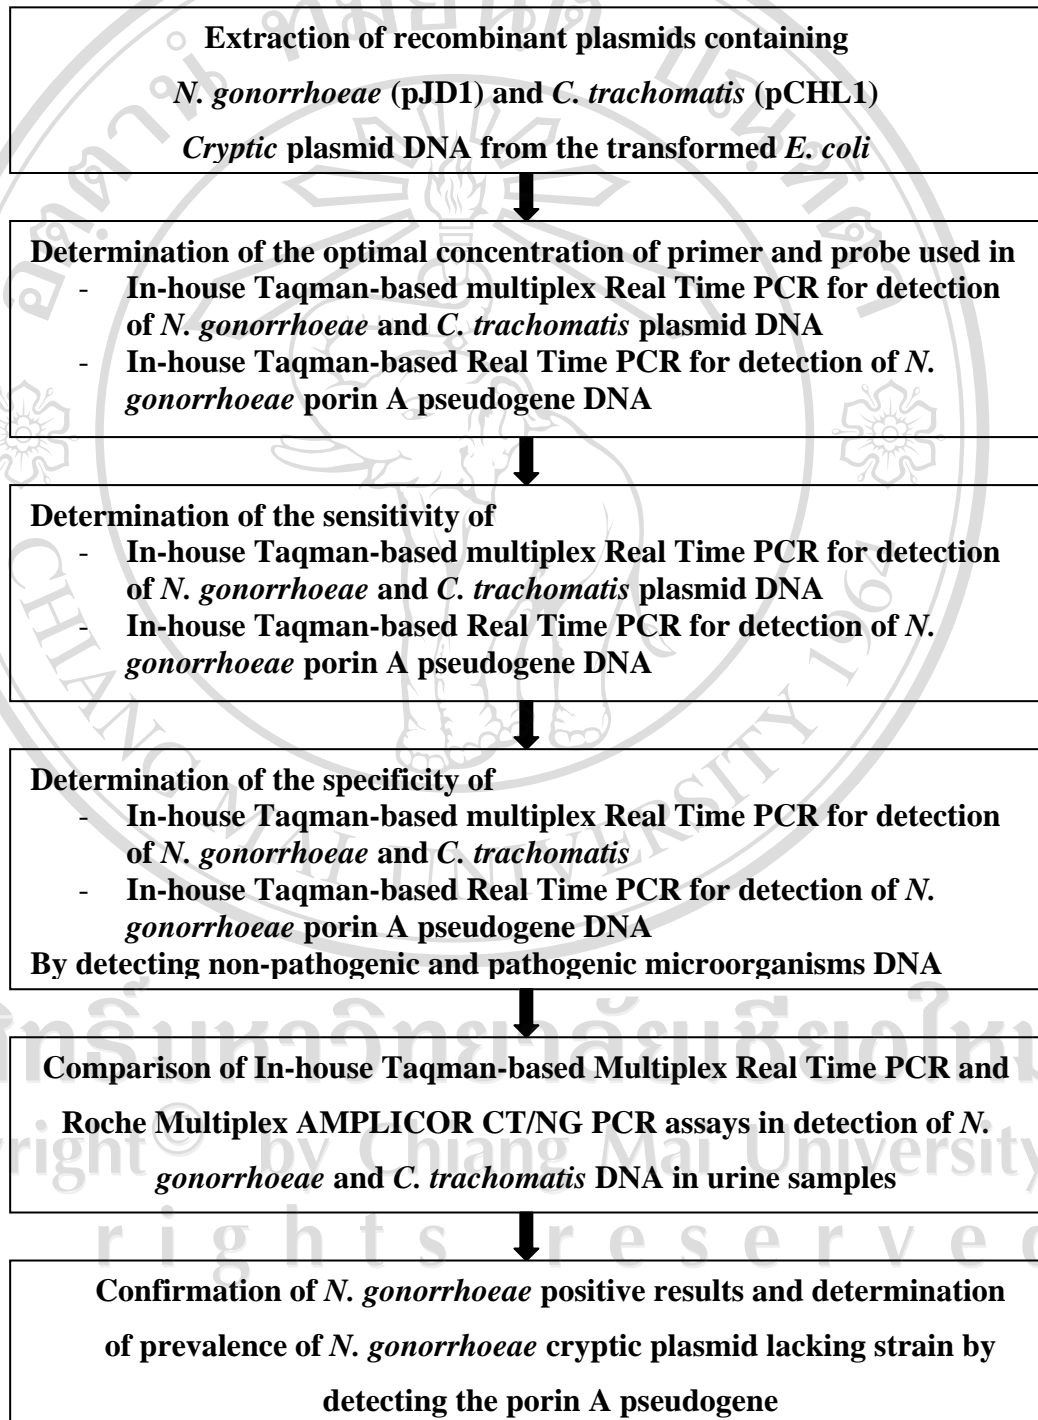 Extraction of recombinant plasmids containing
N. gonorrhoeae (pJD1) and C. trachomatis (pCHL1)
Cryptic plasmid DNA from the transformed E. coli
Determination of the optimal concentration of primer and probe used in
- In-house Taqman-based multiplex Real Time PCR for detection
of N. gonorrhoeae and C. trachomatis plasmid DNA
- In-house Taqman-based Real Time PCR for detection of N.
gonorrhoeae porin A pseudogene DNA
Determination of the sensitivity of
- In-house Taqman-based multiplex Real Time PCR for detection
of N. gonorrhoeae and C. trachomatis plasmid DNA
- In-house Taqman-based Real Time PCR for detection of N.
gonorrhoeae porin A pseudogene DNA
Determination of the specificity of
- In-house Taqman-based multiplex Real Time PCR for detection
of N. gonorrhoeae and C. trachomatis
- In-house Taqman-based Real Time PCR for detection of N.
gonorrhoeae porin A pseudogene DNA
By detecting non-pathogenic and pathogenic microorganisms DNA
Comparison of In-house Taqman-based Multiplex Real Time PCR and
Roche Multiplex AMPLICOR CT/NG PCR assays in detection of N.
gonorrhoeae and C. trachomatis DNA in urine samples
Confirmation of N. gonorrhoeae positive results and determination
of prevalence of N. gonorrhoeae cryptic plasmid lacking strain by
detecting the porin A pseudogene
CHIANG MAI UNIVERSITY 1964
right © by Chiang Mai University
rights reserved